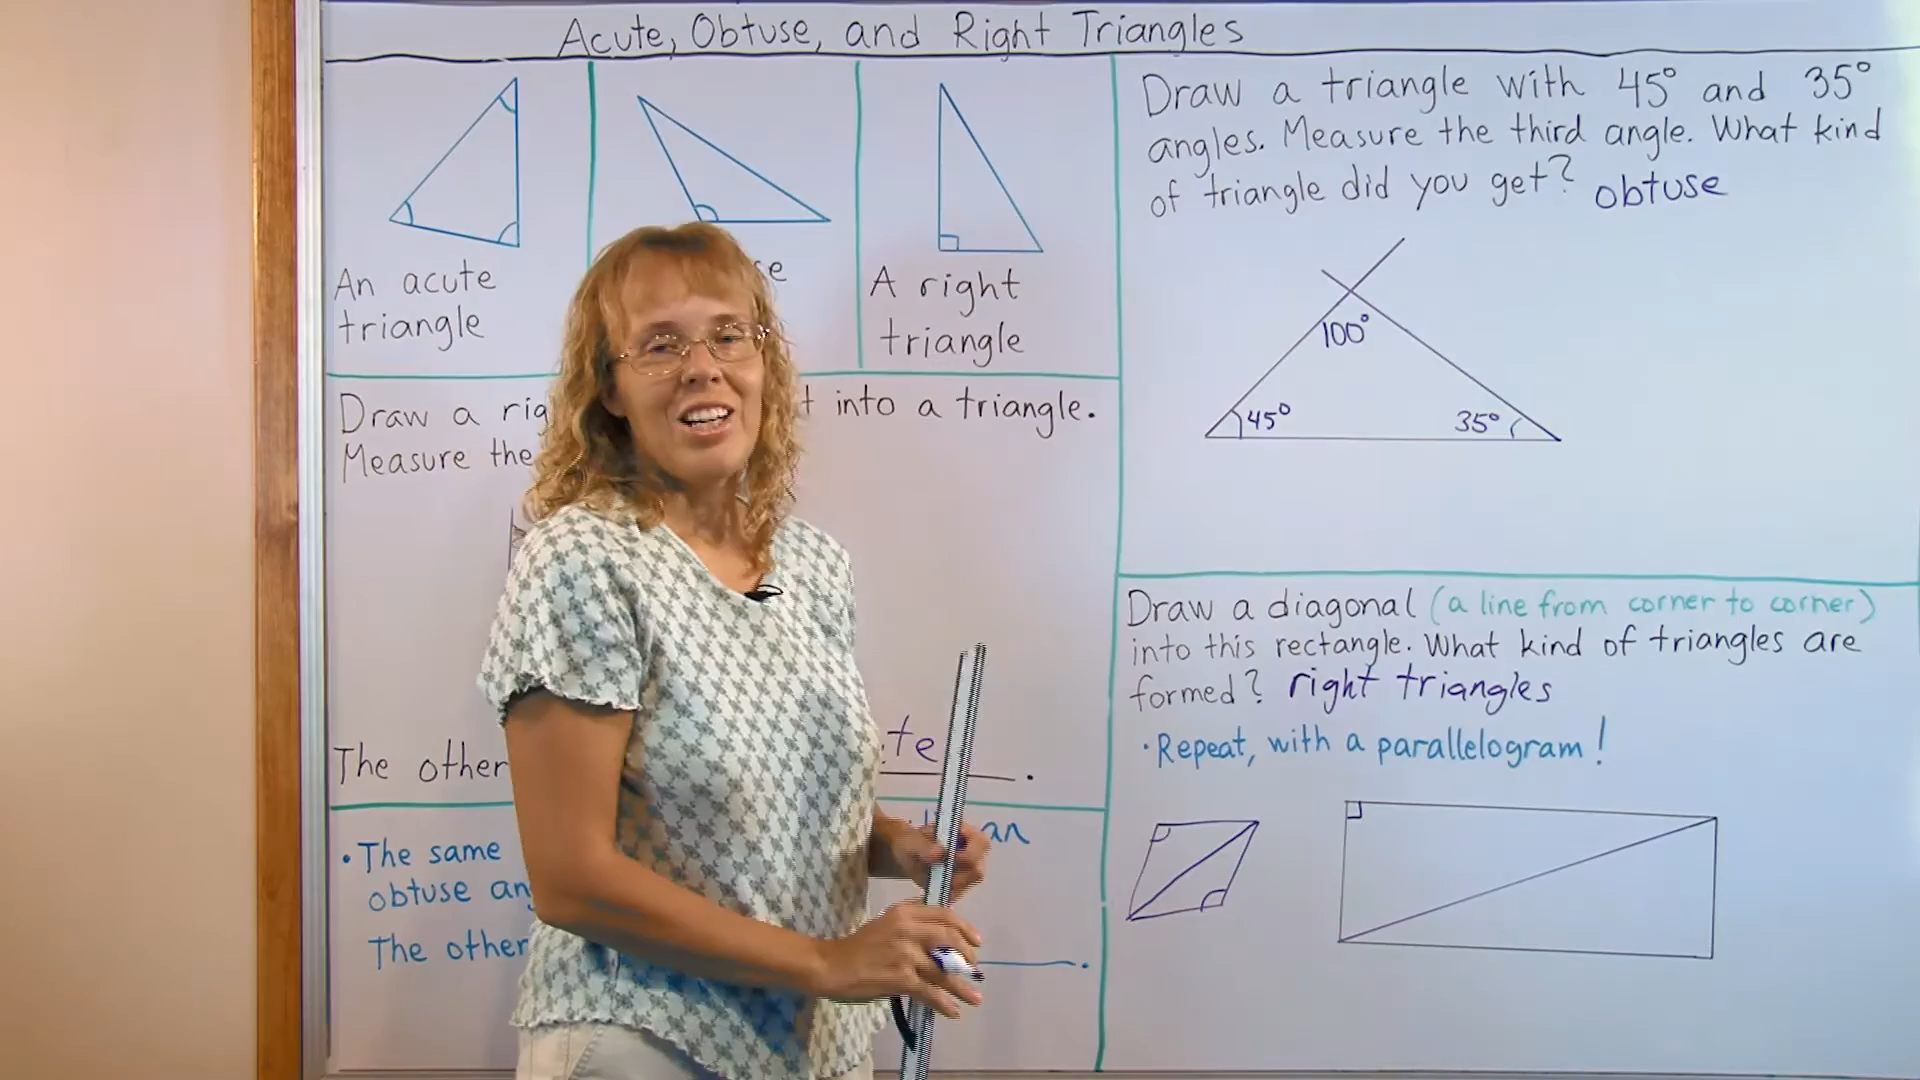 Acute, Obtuse, and Right Triangles
An acute
triangle
A right
triangle
Draw a into a triangle.
Measure the
The other
• The same an
obtuse
The other
Draw a triangle with 45° and 35°
angles. Measure the third angle. What kind
of triangle did you get? obtuse
100°
45° 35°
Draw a diagonal (a line from corner to corner)
into this rectangle. What kind of triangles are
formed? right triangles
• Repeat, with a parallelogram!